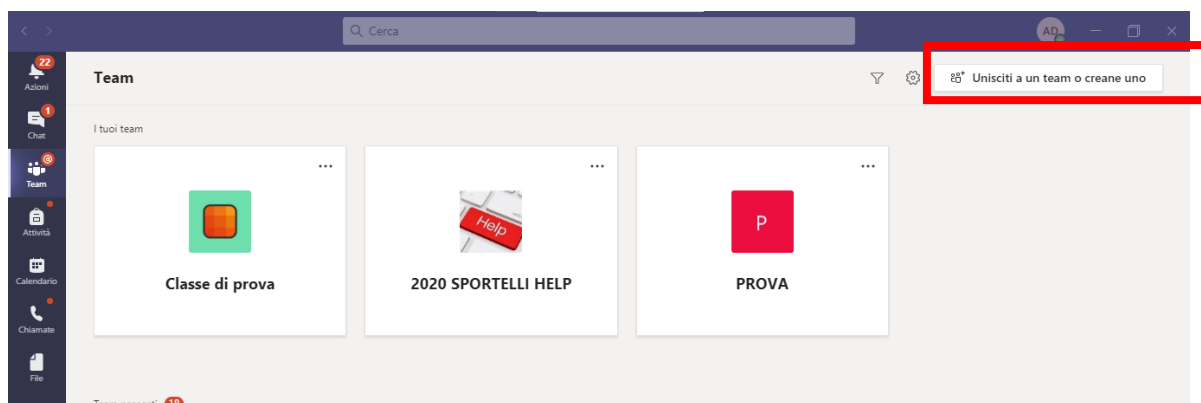 Cerca
AD
22
Azioni
Team
Unisciti a un team o creane uno
1
Chat
I tuoi team
@
Team
Attività
Help
P
Calendario
Classe di prova
2020 SPORTELLI HELP
PROVA
Chiamate
File
18